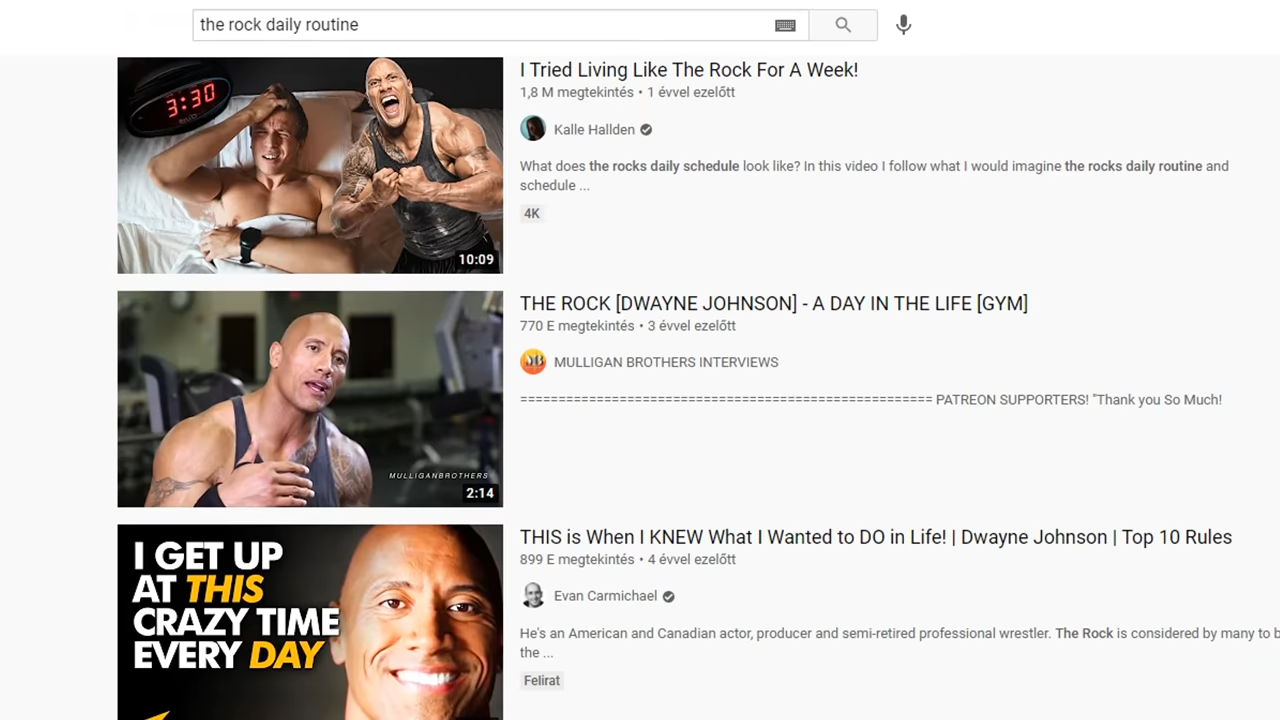 the rock daily routine
3:30
10:09
I Tried Living Like The Rock For A Week!
1,8 M megtekintés • 1 évvel ezelőtt
Kalle Hallden
What does the rocks daily schedule look like? In this video I follow what I would imagine the rocks daily routine and
schedule ...
4K
MULLIGANBROTHERS
2:14
THE ROCK [DWAYNE JOHNSON] - A DAY IN THE LIFE [GYM]
770 E megtekintés • 3 évvel ezelőtt
MULLIGAN BROTHERS INTERVIEWS
====================================================== PATREON SUPPORTERS! "Thank you So Much!
I GET UP
AT THIS
CRAZY TIME
EVERY DAY
THIS is When I KNEW What I Wanted to DO in Life! | Dwayne Johnson | Top 10 Rules
899 E megtekintés • 4 évvel ezelőtt
Evan Carmichael
He's an American and Canadian actor, producer and semi-retired professional wrestler. The Rock is considered by many to b
the ...
Felirat